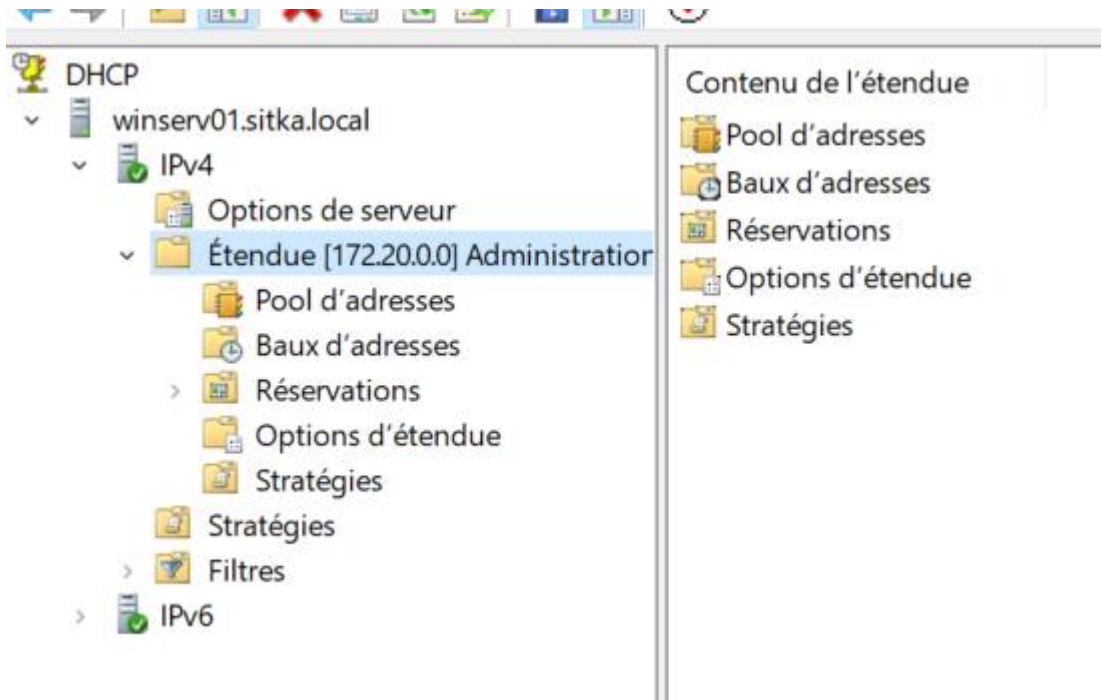 DHCP
winserv01.sitka.local
IPv4
Options de serveur
Étendue [172.20.0.0] Administration
Pool d’adresses
Baux d’adresses
Réservations
Options d’étendue
Stratégies
Stratégies
Filtres
IPv6
Contenu de l’étendue
Pool d’adresses
Baux d’adresses
Réservations
Options d’étendue
Stratégies